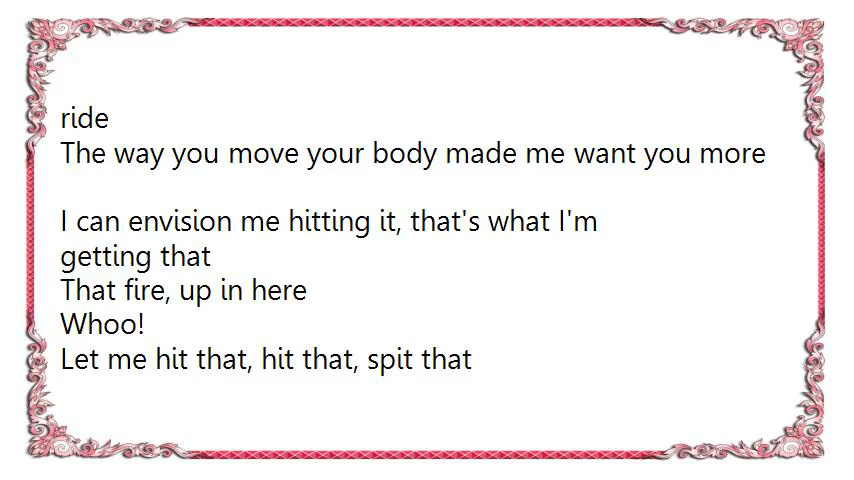 ride
The way you move your body made me want you more
I can envision me hitting it, that's what I'm
getting that
That fire, up in here
Whoo!
Let me hit that, hit that, spit that